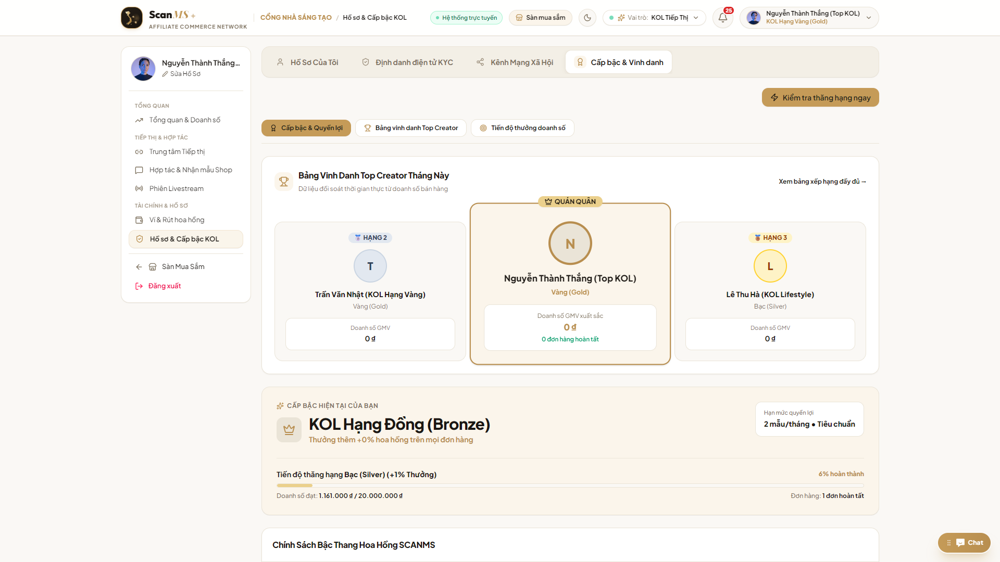 ScanMS
AFFILIATE COMMERCE NETWORK
CỔNG NHÀ SÁNG TẠO / Hồ sơ & Cấp bậc KOL
Hệ thống trực tuyến
Sàn mua sắm
Vai trò: KOL Tiếp Thị
25
Nguyễn Thành Thắng (Top KOL)
KOL Hạng Vàng (Gold)
Nguyễn Thành Thắng...
Sửa Hồ Sơ
TỔNG QUAN
Tổng quan & Doanh số
TIẾP THỊ & HỢP TÁC
Trung tâm Tiếp thị
Hợp tác & Nhận mẫu Shop
Phiên Livestream
TÀI CHÍNH & HỒ SƠ
Ví & Rút hoa hồng
Hồ sơ & Cấp bậc KOL
Sàn Mua Sắm
Đăng xuất
Hồ Sơ Của Tôi
Định danh điện tử KYC
Kênh Mạng Xã Hội
Cấp bậc & Vinh danh
Kiểm tra thăng hạng ngay
Cấp bậc & Quyền lợi
Bảng vinh danh Top Creator
Tiến độ thưởng doanh số
Bảng Vinh Danh Top Creator Tháng Này
Dữ liệu đối soát thời gian thực từ doanh số bán hàng
Xem bảng xếp hạng đầy đủ →
HẠNG 2
T
Trần Văn Nhật (KOL Hạng Vàng)
Vàng (Gold)
Doanh số GMV
0 ₫
QUÁN QUÂN
N
Nguyễn Thành Thắng (Top KOL)
Vàng (Gold)
Doanh số GMV xuất sắc
0 ₫
0 đơn hàng hoàn tất
HẠNG 3
L
Lê Thu Hà (KOL Lifestyle)
Bạc (Silver)
Doanh số GMV
0 ₫
CẤP BẬC HIỆN TẠI CỦA BẠN
KOL Hạng Đồng (Bronze)
Thưởng thêm +0% hoa hồng trên mọi đơn hàng
Hạn mức quyền lợi
2 mẫu/tháng • Tiêu chuẩn
Tiến độ thăng hạng Bạc (Silver) (+1% Thưởng)
6% hoàn thành
Doanh số đạt: 1.161.000 ₫ / 20.000.000 ₫
Đơn hàng: 1 đơn hoàn tất
Chính Sách Bậc Thang Hoa Hồng SCANMS
Chat